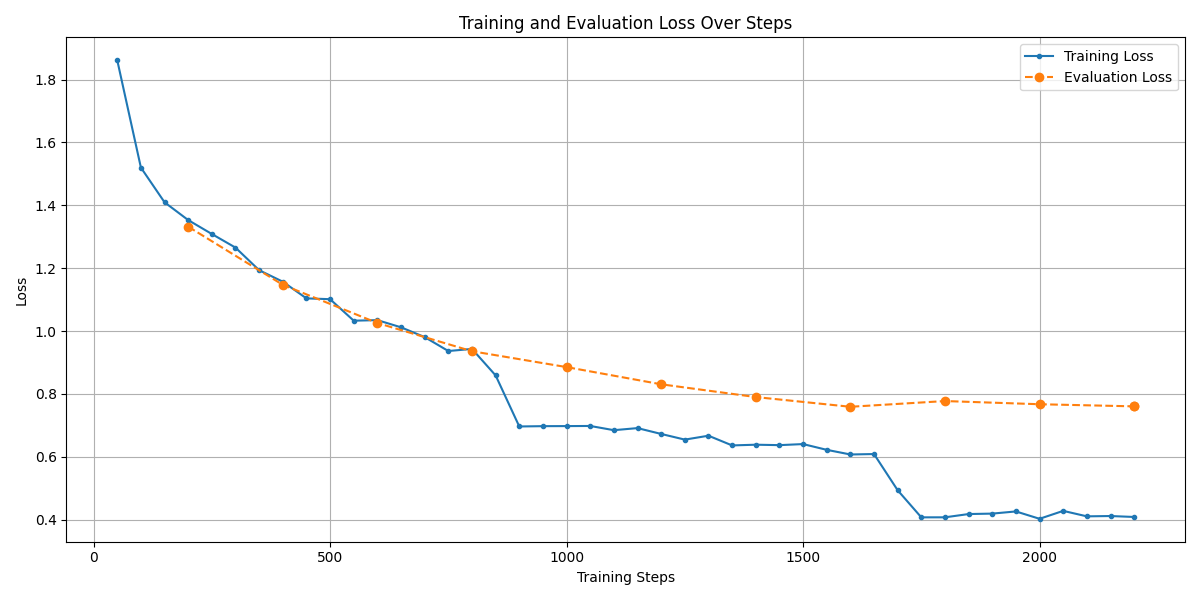 Training and Evaluation Loss Over Steps
Training Loss
Evaluation Loss
Loss
1.8
1.6
1.4
1.2
1.0
0.8
0.6
0.4
0 500 1000 1500 2000
Training Steps